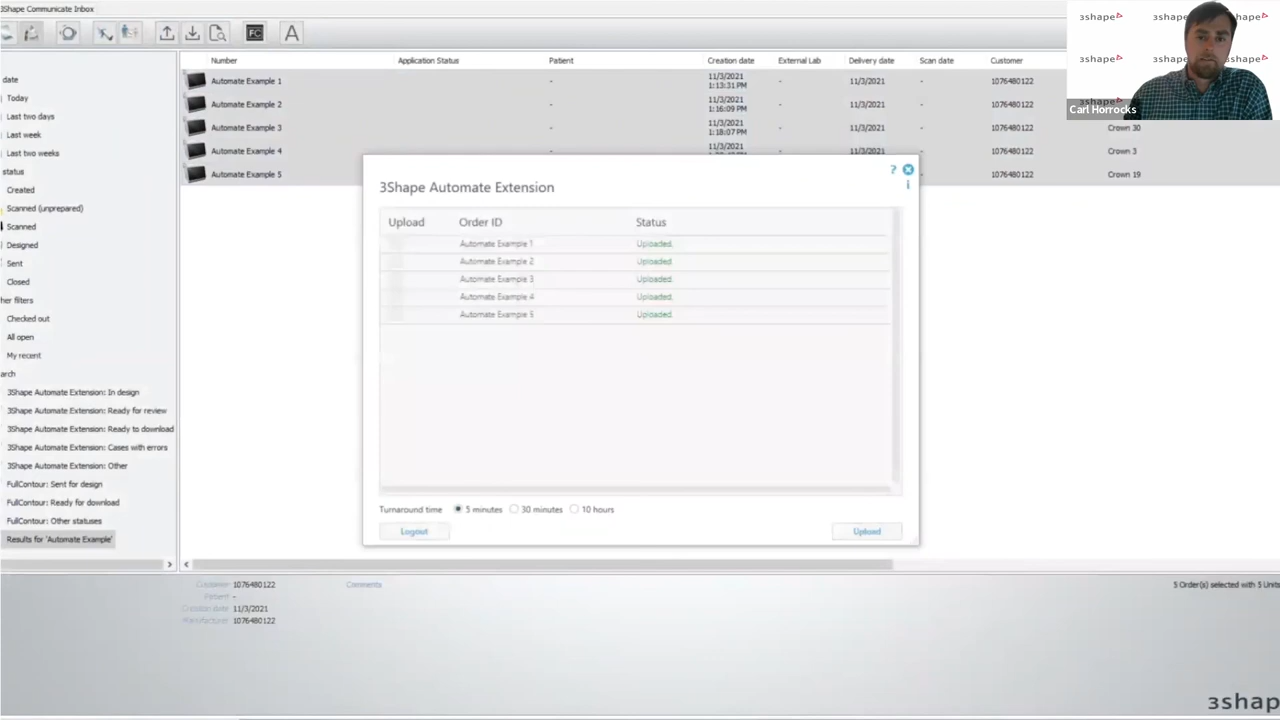 3Shape Communicate Inbox
FC
A
3shape 3shape shape
3shape 3shape shape
3shape
Carl Horrocks
Number Application Status Patient Creation date External Lab Delivery date Scan date Customer
Automate Example 1 - 11/3/2021 1:13:31 PM - 11/3/2021 - 1076480122
Automate Example 2 - 11/3/2021 1:16:09 PM - 11/3/2021 - 1076480122
Automate Example 3 - 11/3/2021 1:18:07 PM - 11/3/2021 - 1076480122 Crown 30
Automate Example 4 11/3/2021 1076480122 Crown 3
Automate Example 5 - 1076480122 Crown 19
date
Today
Last two days
Last week
Last two weeks
status
Created
Scanned (unprepared)
Scanned
Designed
Sent
Closed
her filters
Checked out
All open
My recent
arch
3Shape Automate Extension: In design
3Shape Automate Extension: Ready for review
3Shape Automate Extension: Ready to download
3Shape Automate Extension: Cases with errors
3Shape Automate Extension: Other
FullContour: Sent for design
FullContour: Ready for download
FullContour: Other statuses
Results for 'Automate Example'
? 
i
3Shape Automate Extension
Upload Order ID Status
Automate Example 1 Uploaded
Automate Example 2 Uploaded
Automate Example 3 Uploaded
Automate Example 4 Uploaded
Automate Example 5 Uploaded
Turnaround time 5 minutes 30 minutes 10 hours
Logout Upload
Customer 1076480122 Comments
Patient -
Creation date 11/3/2021
Manufacturer 1076480122
5 Order(s) selected with 5 Units
3shap